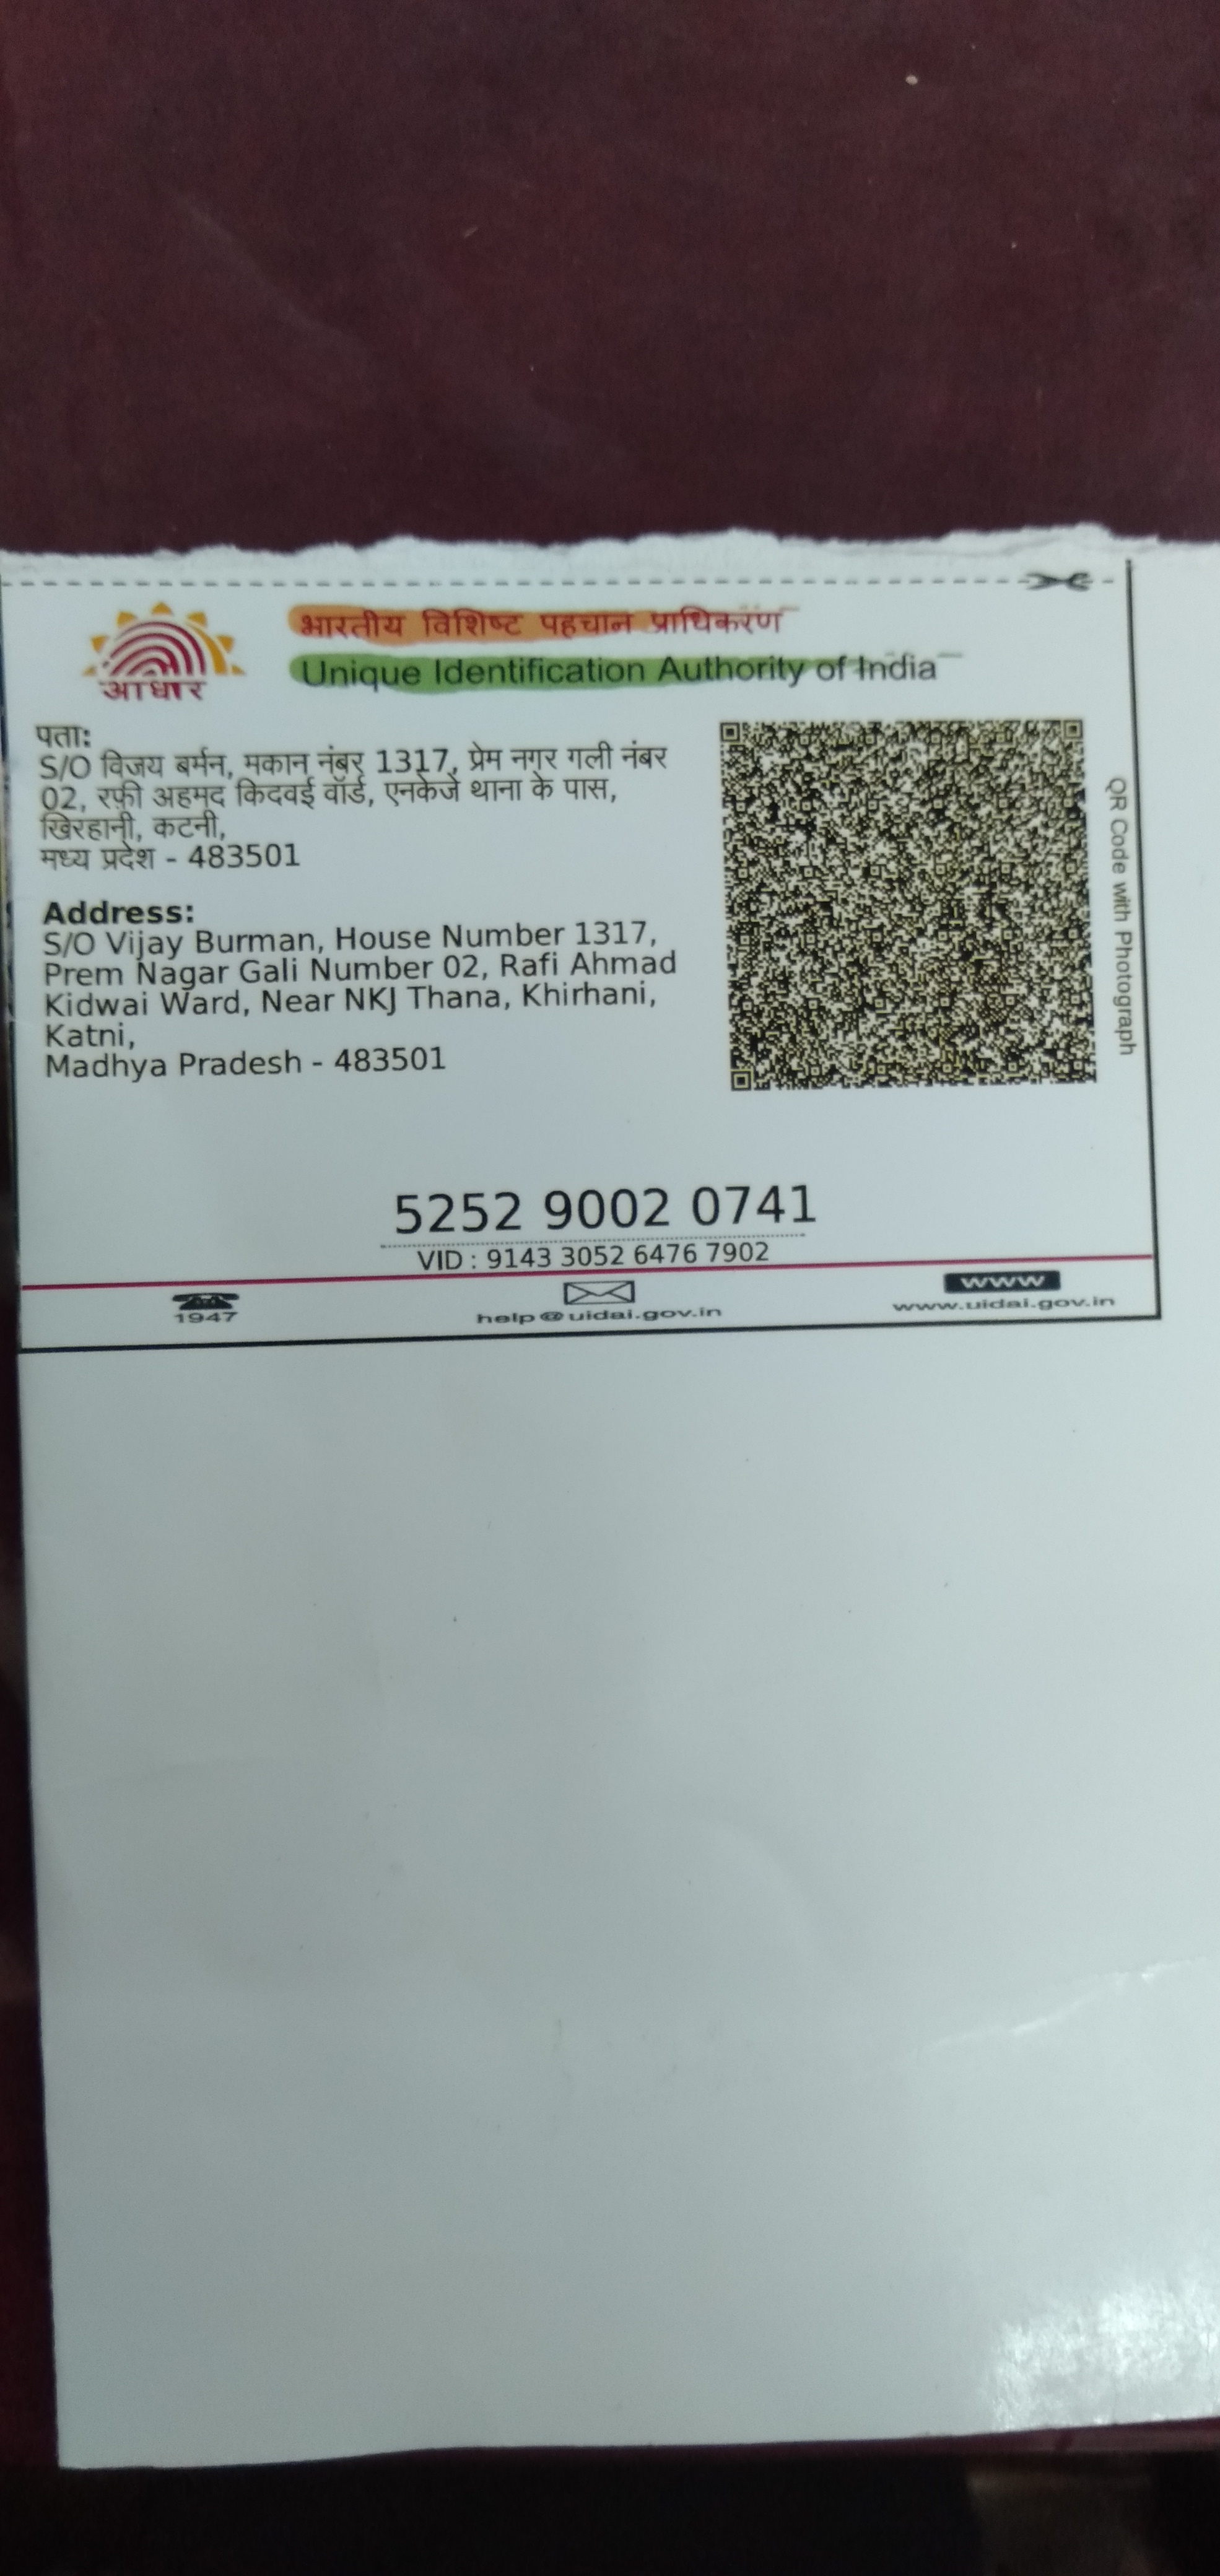 भारतीय विशिष्ट पहचान प्राधिकरण
Unique Identification Authority of India
आधार
पता:
S/O विजय बर्मन, मकान नंबर 1317, प्रेम नगर गली नंबर
02, रफ़ी अहमद किदवई वॉर्ड, एनकेजे थाना के पास,
खिरहानी, कटनी,
मध्य प्रदेश - 483501
Address:
S/O Vijay Burman, House Number 1317,
Prem Nagar Gali Number 02, Rafi Ahmad
Kidwai Ward, Near NKJ Thana, Khirhani,
Katni,
Madhya Pradesh - 483501
QR Code with Photograph
5252 9002 0741
VID : 9143 3052 6476 7902
1947
help@uidai.gov.in
www
www.uidai.gov.in